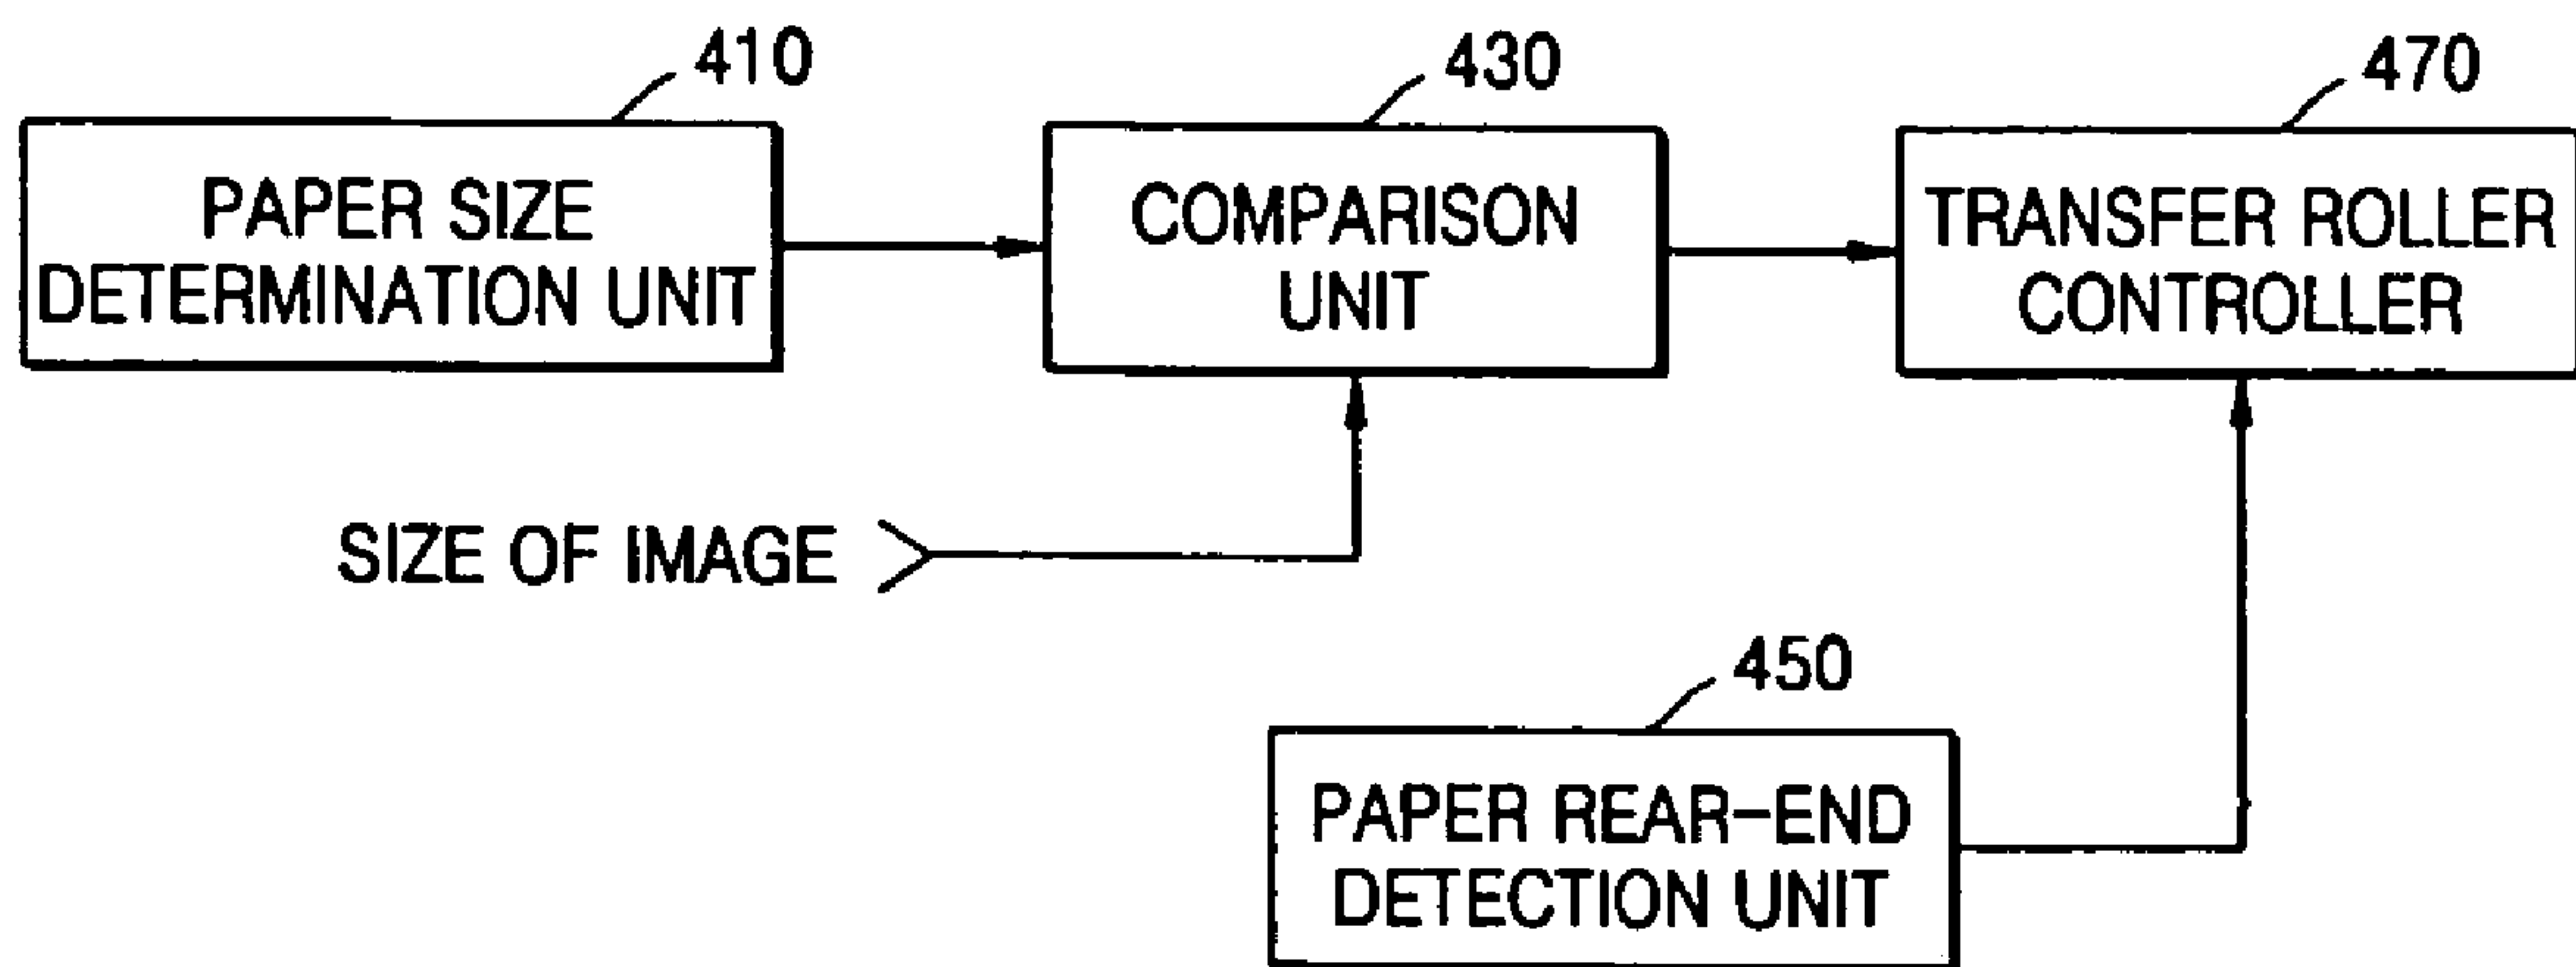 410
PAPER SIZE
DETERMINATION UNIT
430
COMPARISON
UNIT
470
TRANSFER ROLLER
CONTROLLER
SIZE OF IMAGE
450
PAPER REAR-END
DETECTION UNIT